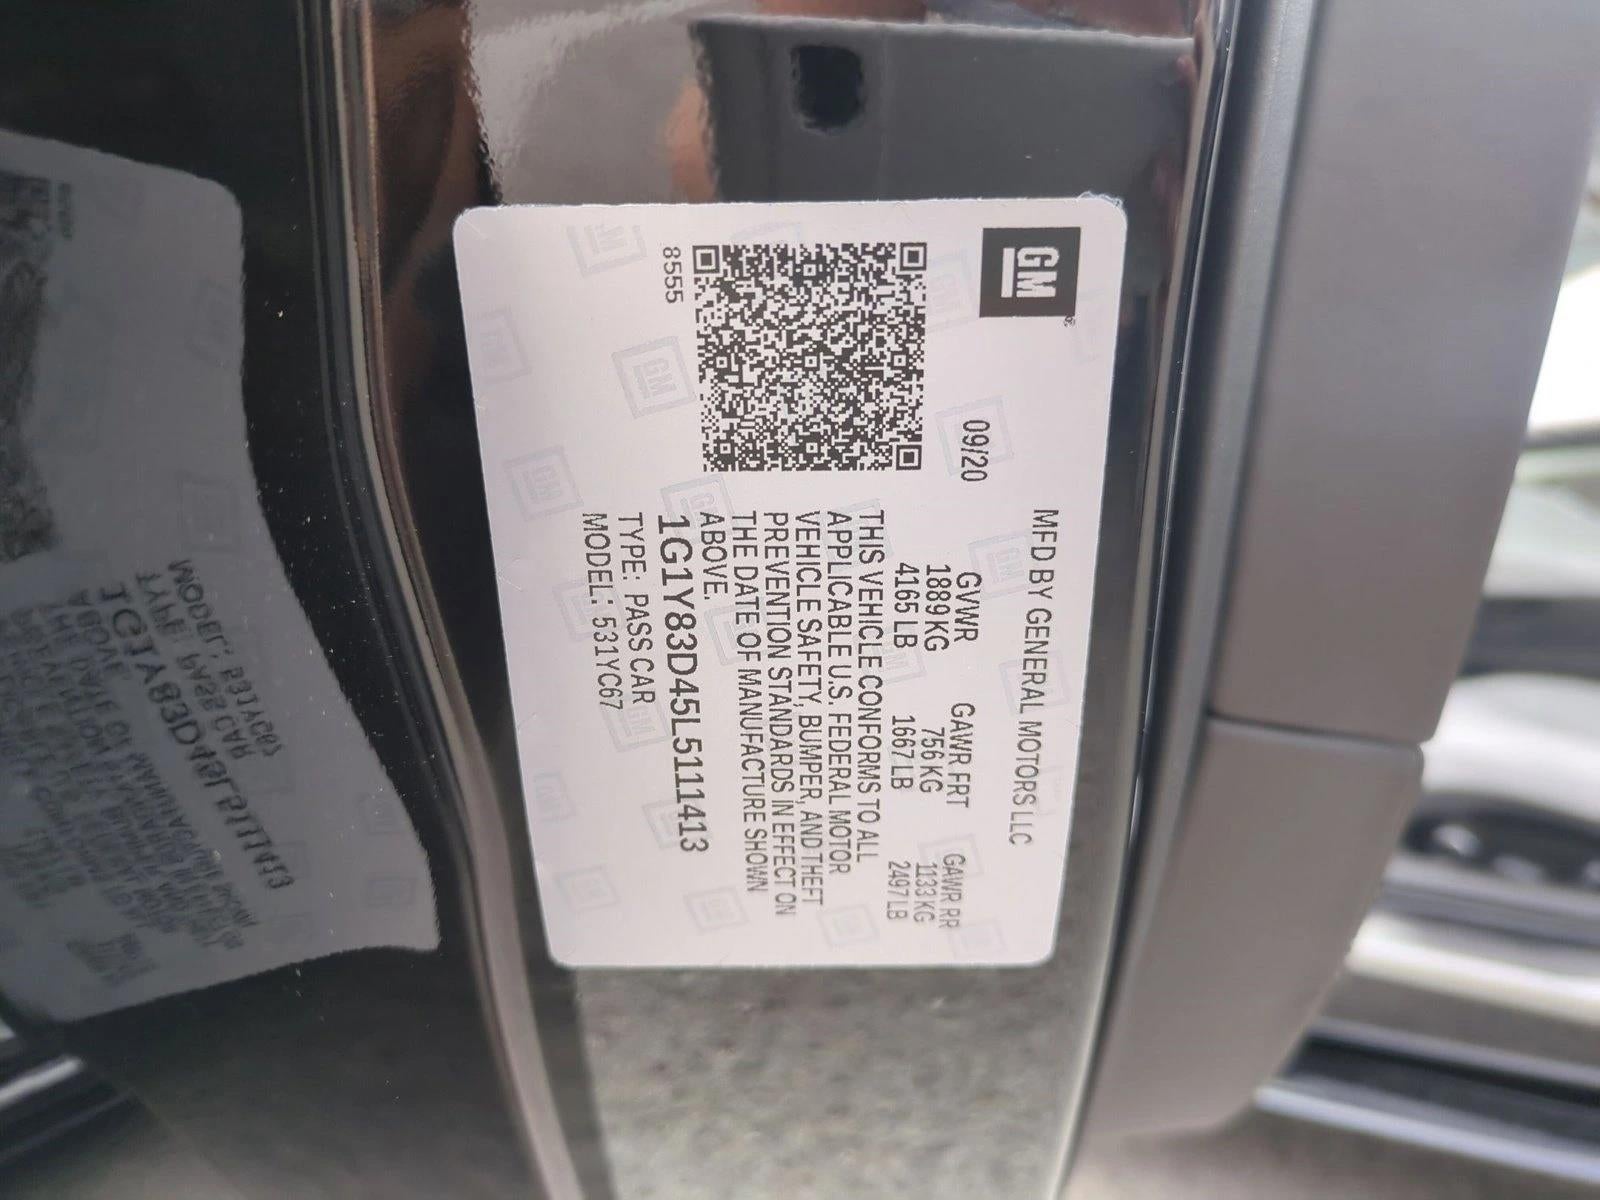 GM
MFD BY GENERAL MOTORS LLC
09/20
GVWR GAWR FRT GAWR RR
1889 KG 756 KG 1133 KG
4165 LB 1667 LB 2497 LB
THIS VEHICLE CONFORMS TO ALL
APPLICABLE U.S. FEDERAL MOTOR
VEHICLE SAFETY, BUMPER, AND THEFT
PREVENTION STANDARDS IN EFFECT ON
THE DATE OF MANUFACTURE SHOWN
ABOVE.
1G1Y83D45L5111413
TYPE: PASS CAR
MODEL: 531YC67
8555